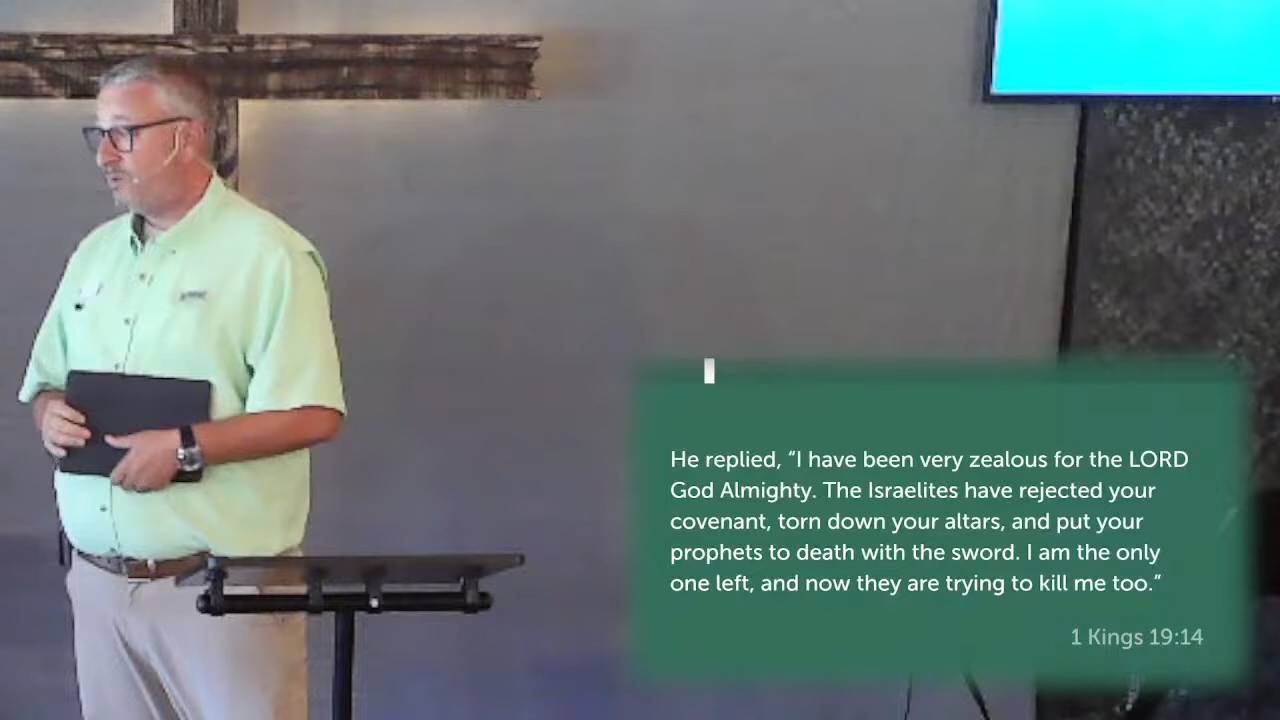 He replied, “I have been very zealous for the LORD
God Almighty. The Israelites have rejected your
covenant, torn down your altars, and put your
prophets to death with the sword. I am the only
one left, and now they are trying to kill me too.”
1 Kings 19:14